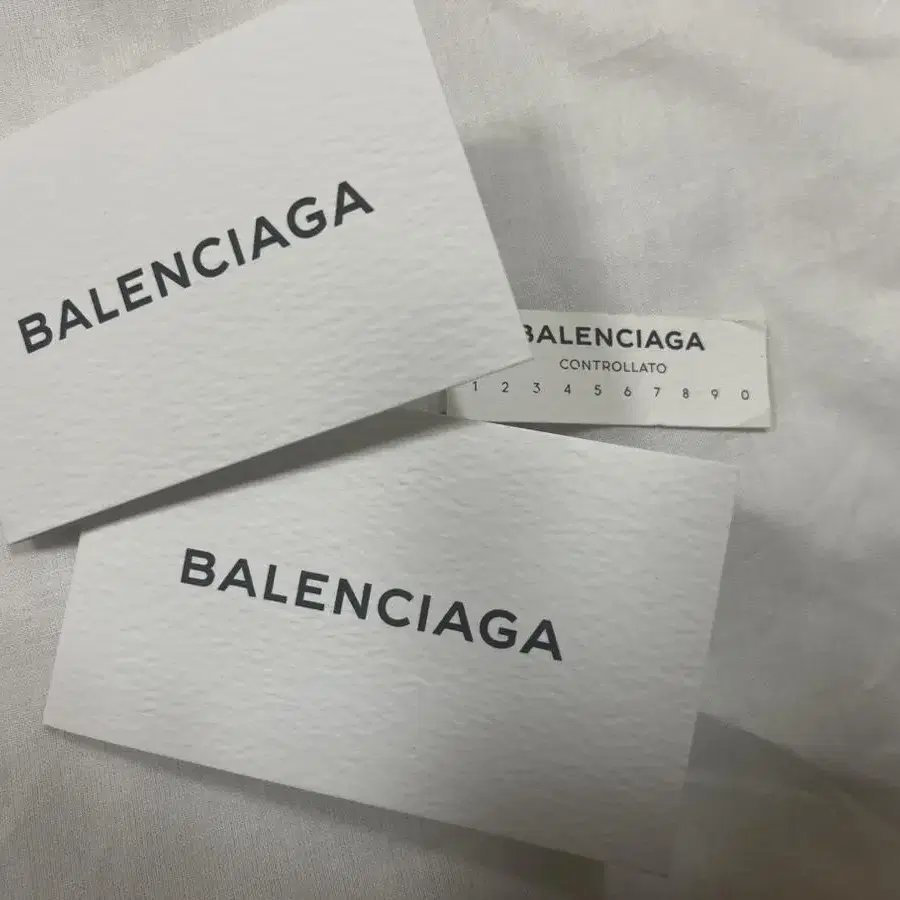 BALENCIAGA
BALENCIAGA
CONTROLLATO
1 2 3 4 5 6 7 8 9 0
BALENCIAGA